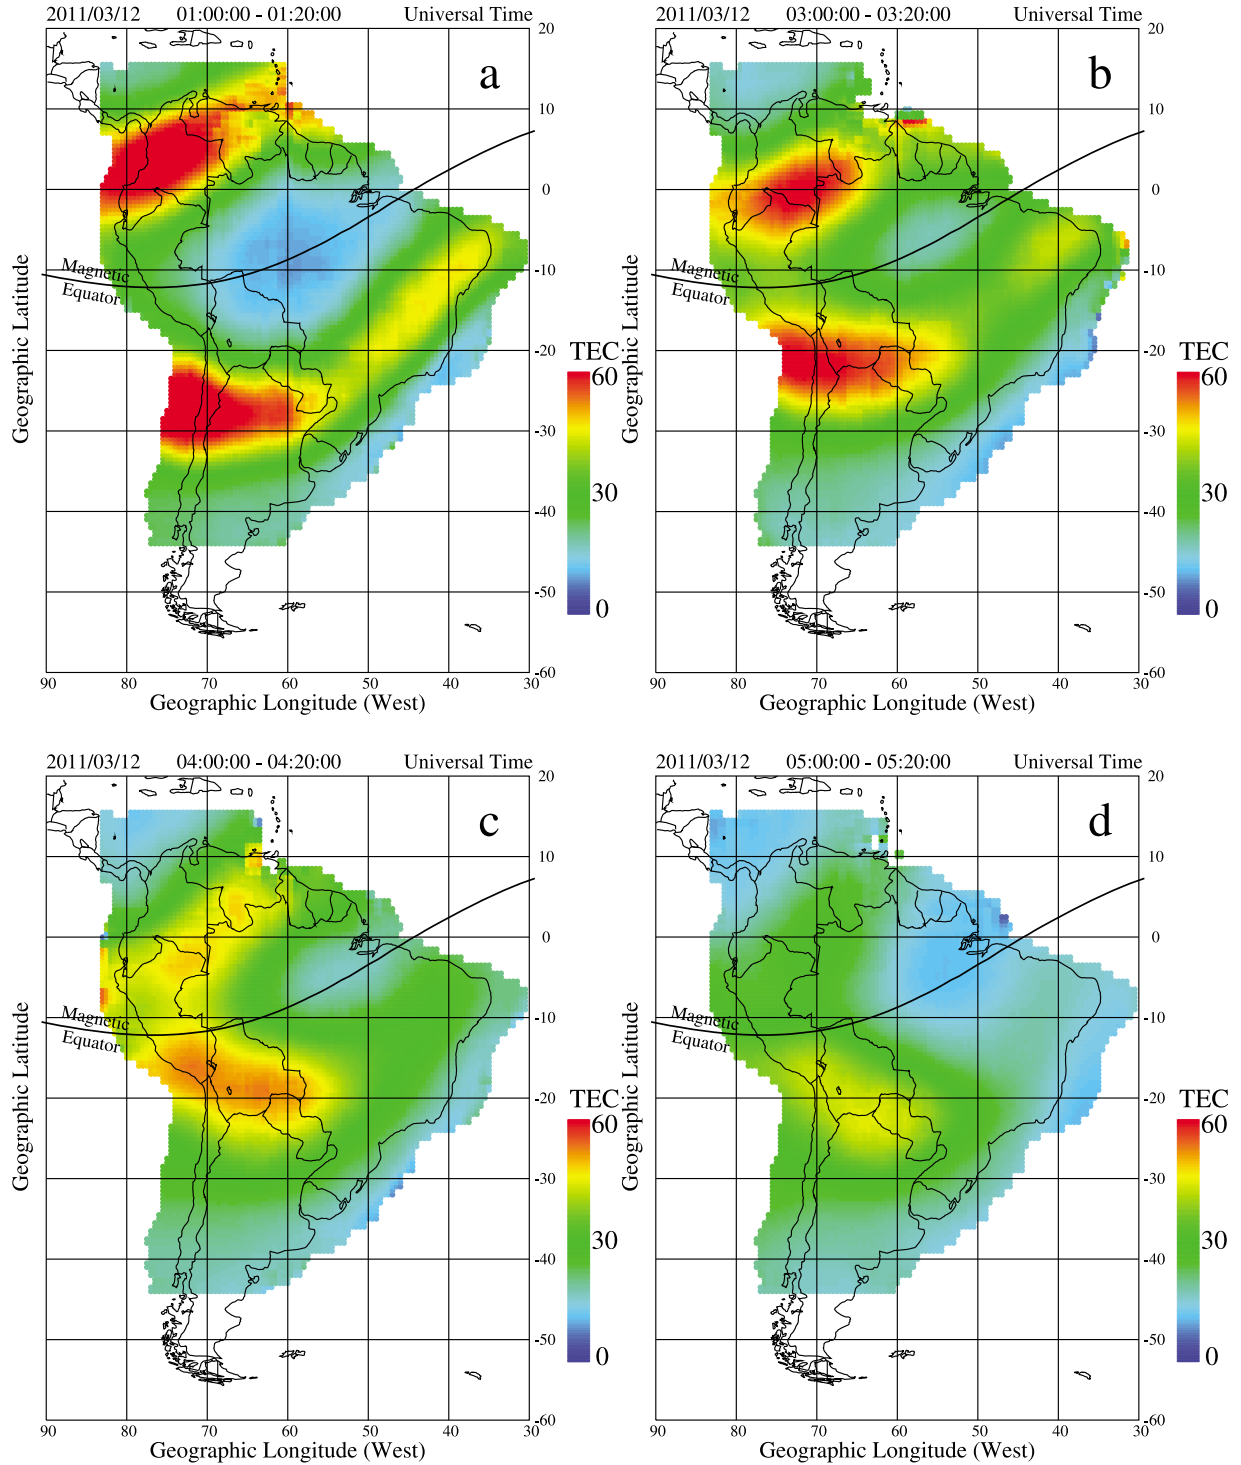 2011/03/12 01:00:00 - 01:20:00 Universal Time
a
20
10
0
-10
-20
-30
-40
-50
-60
Magnetic
Equator
Geographic Latitude
TEC
60
30
0
90 80 70 60 50 40 30
Geographic Longitude (West)
2011/03/12 03:00:00 - 03:20:00 Universal Time
b
20
10
0
-10
-20
-30
-40
-50
-60
Magnetic
Equator
Geographic Latitude
TEC
60
30
0
90 80 70 60 50 40 30
Geographic Longitude (West)
2011/03/12 04:00:00 - 04:20:00 Universal Time
c
20
10
0
-10
-20
-30
-40
-50
-60
Magnetic
Equator
Geographic Latitude
TEC
60
30
0
90 80 70 60 50 40 30
Geographic Longitude (West)
2011/03/12 05:00:00 - 05:20:00 Universal Time
d
20
10
0
-10
-20
-30
-40
-50
-60
Magnetic
Equator
Geographic Latitude
TEC
60
30
0
90 80 70 60 50 40 30
Geographic Longitude (West)